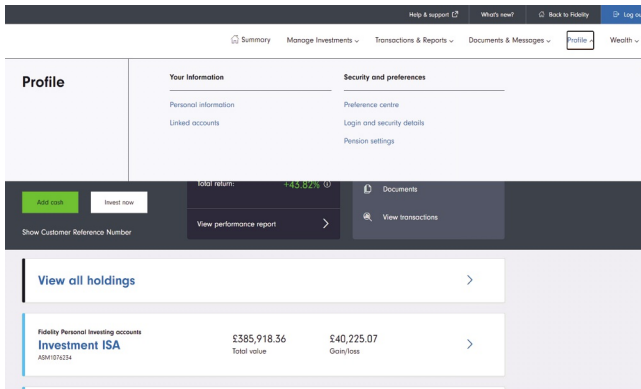 Help & support What's new? Back to Fidelity Log ou
Summary Manage Investments Transactions & Reports Documents & Messages Profile Wealth
Profile
Your Information
Personal information
Linked accounts
Security and preferences
Preference centre
Login and security details
Pension settings
Add cash Invest now
Show Customer Reference Number
Total return: +43.82%
View performance report
Documents
View transactions
View all holdings
Fidelity Personal Investing accounts
Investment ISA
ASM1076234
£385,918.36
Total value
£40,225.07
Gain/loss